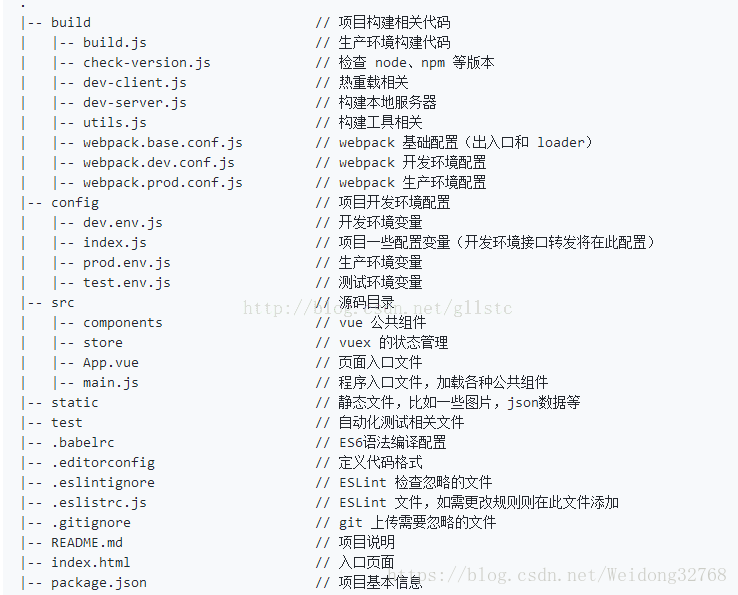 .
|-- build // 项目构建相关代码
| |-- build.js // 生产环境构建代码
| |-- check-version.js // 检查 node、npm 等版本
| |-- dev-client.js // 热重载相关
| |-- dev-server.js // 构建本地服务器
| |-- utils.js // 构建工具相关
| |-- webpack.base.conf.js // webpack 基础配置（出入口和 loader）
| |-- webpack.dev.conf.js // webpack 开发环境配置
| |-- webpack.prod.conf.js // webpack 生产环境配置
|-- config // 项目开发环境配置
| |-- dev.env.js // 开发环境变量
| |-- index.js // 项目一些配置变量（开发环境接口转发将在此配置）
| |-- prod.env.js // 生产环境变量
| |-- test.env.js // 测试环境变量
|-- src // 源码目录
http://blog.csdn.net/gllstc
| |-- components // vue 公共组件
| |-- store // vuex 的状态管理
| |-- App.vue // 页面入口文件
| |-- main.js // 程序入口文件，加载各种公共组件
|-- static // 静态文件，比如一些图片，json数据等
|-- test // 自动化测试相关文件
|-- .babelrc // ES6语法编译配置
|-- .editorconfig // 定义代码格式
|-- .eslintignore // ESLint 检查忽略的文件
|-- .eslistrc.js // ESLint 文件，如需更改规则则在此文件添加
|-- .gitignore // git 上传需要忽略的文件
|-- README.md // 项目说明
|-- index.html // 入口页面
https://blog.csdn.net/Weidong32768
|-- package.json // 项目基本信息